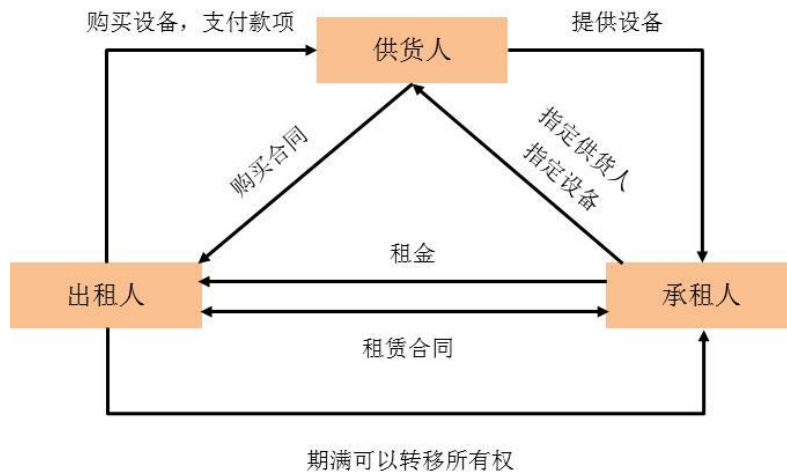 购买设备，支付款项
供货人
提供设备
购买合同
指定供货人
指定设备
租金
出租人
承租人
租赁合同
期满可以转移所有权